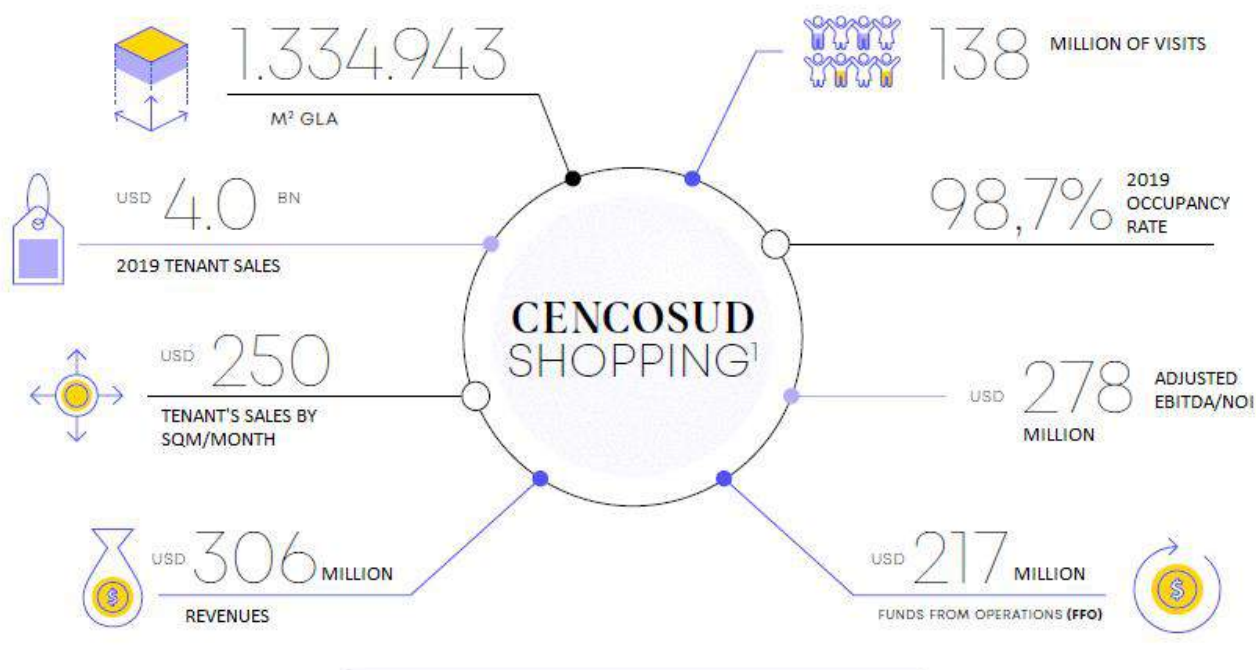 1.334.943
M² GLA
138 MILLION OF VISITS
USD 4.0 BN
2019 TENANT SALES
98,7% 2019
OCCUPANCY
RATE
CENCOSUD
SHOPPING¹
USD 250
TENANT'S SALES BY
SQM/MONTH
USD 278 ADJUSTED
EBITDA/NOI
MILLION
USD 306 MILLION
REVENUES
USD 217 MILLION
FUNDS FROM OPERATIONS (FFO)
$
$